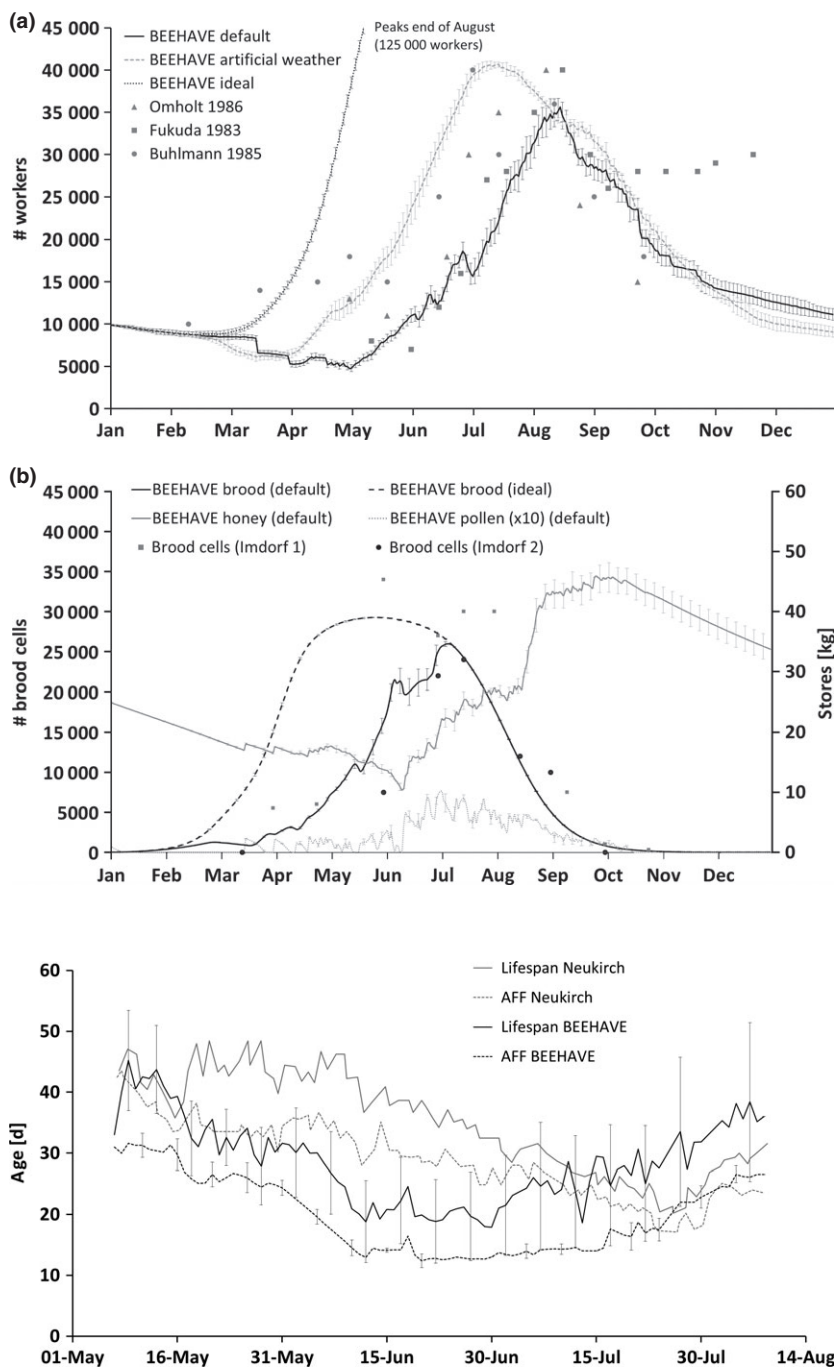 (a)
Peaks end of August
(125 000 workers)
BEEHAVE default
BEEHAVE artificial weather
BEEHAVE ideal
Omholt 1986
Fukuda 1983
Buhlmann 1985
# workers
45 000
40 000
35 000
30 000
25 000
20 000
15 000
10 000
5000
0
Jan Feb Mar Apr May Jun Jul Aug Sep Oct Nov Dec
(b)
BEEHAVE brood (default) BEEHAVE brood (ideal)
BEEHAVE honey (default) BEEHAVE pollen (x10) (default)
Brood cells (Imdorf 1) Brood cells (Imdorf 2)
# brood cells
45 000
40 000
35 000
30 000
25 000
20 000
15 000
10 000
5000
0
Stores [kg]
60
50
40
30
20
10
0
Jan Feb Mar Apr May Jun Jul Aug Sep Oct Nov Dec
Lifespan Neukirch
AFF Neukirch
Lifespan BEEHAVE
AFF BEEHAVE
Age [d]
60
50
40
30
20
10
0
01-May 16-May 31-May 15-Jun 30-Jun 15-Jul 30-Jul 14-Aug